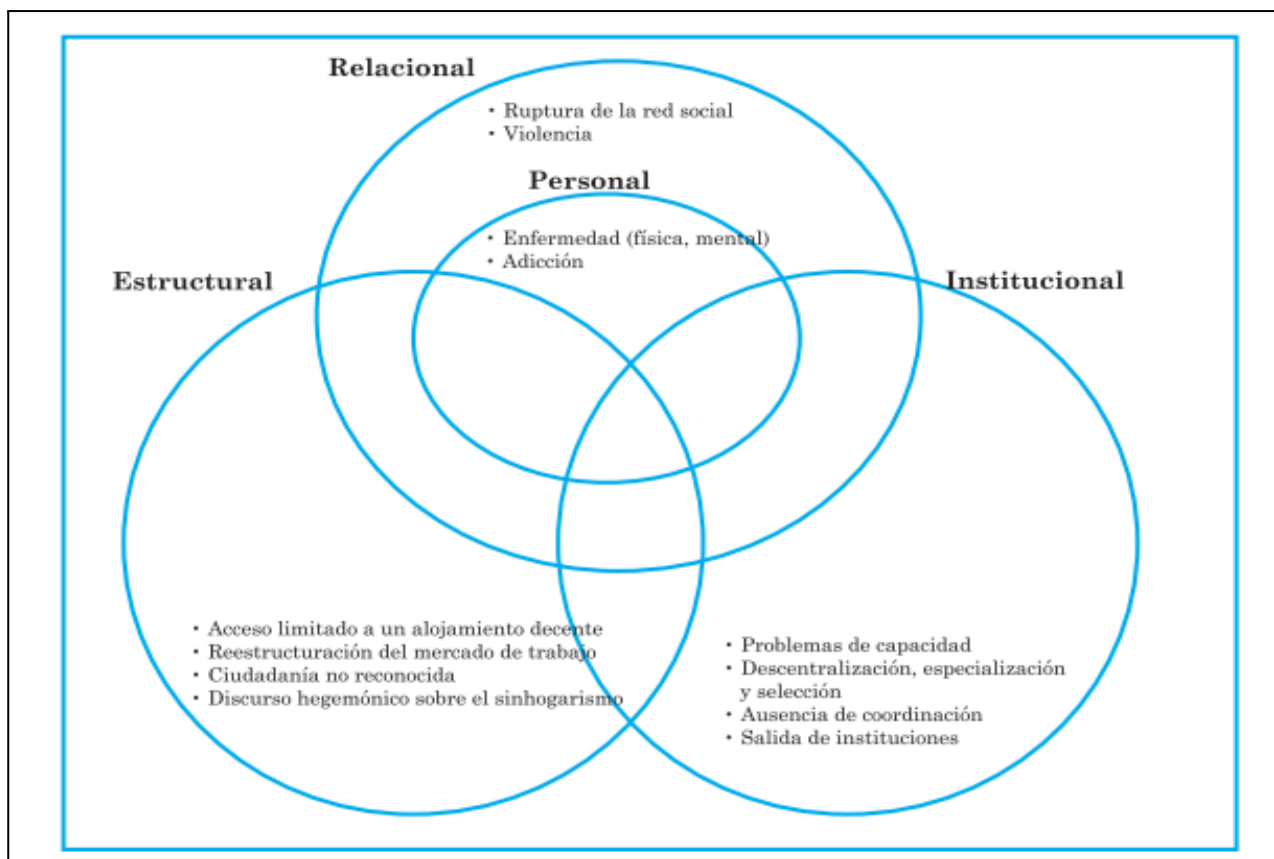 Relacional
• Ruptura de la red social
• Violencia
Personal
• Enfermedad (física, mental)
• Adicción
Estructural
Institucional
• Acceso limitado a un alojamiento decente
• Reestructuración del mercado de trabajo
• Ciudadanía no reconocida
• Discurso hegemónico sobre el sinhogarismo
• Problemas de capacidad
• Descentralización, especialización
y selección
• Ausencia de coordinación
• Salida de instituciones